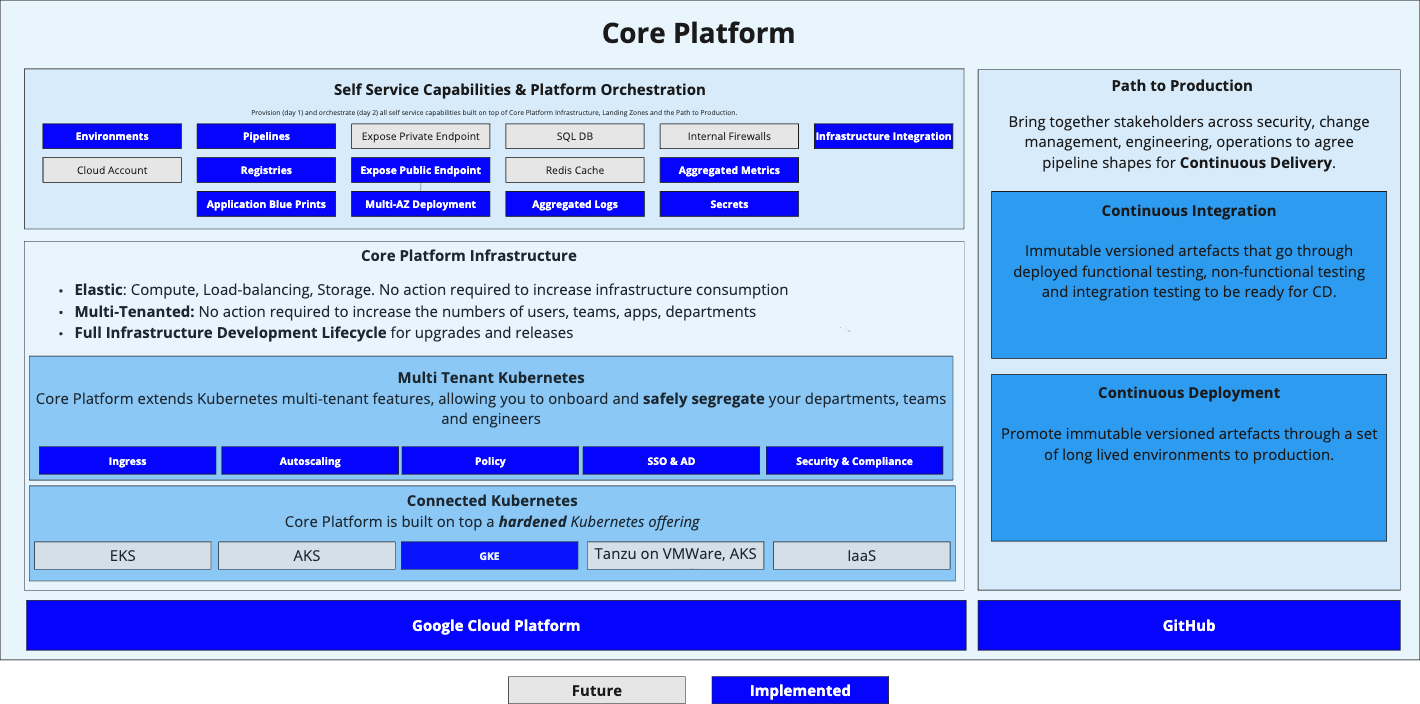 Core Platform
Self Service Capabilities & Platform Orchestration
Provision (day 1) and orchestrate (day 2) all self service capabilities built on top of Core Platform Infrastructure, Landing Zones and the Path to Production.
Environments
Pipelines
Expose Private Endpoint
SQL DB
Internal Firewalls
Infrastructure Integration
Cloud Account
Registries
Expose Public Endpoint
Redis Cache
Aggregated Metrics
Application Blue Prints
Multi-AZ Deployment
Aggregated Logs
Secrets
Core Platform Infrastructure
• Elastic: Compute, Load-balancing, Storage. No action required to increase infrastructure consumption
• Multi-Tenanted: No action required to increase the numbers of users, teams, apps, departments
• Full Infrastructure Development Lifecycle for upgrades and releases
Multi Tenant Kubernetes
Core Platform extends Kubernetes multi-tenant features, allowing you to onboard and safely segregate your departments, teams
and engineers
Ingress
Autoscaling
Policy
SSO & AD
Security & Compliance
Connected Kubernetes
Core Platform is built on top a hardened Kubernetes offering
EKS
AKS
GKE
Tanzu on VMWare, AKS
IaaS
Google Cloud Platform
Path to Production
Bring together stakeholders across security, change
management, engineering, operations to agree
pipeline shapes for Continuous Delivery.
Continuous Integration
Immutable versioned artefacts that go through
deployed functional testing, non-functional testing
and integration testing to be ready for CD.
Continuous Deployment
Promote immutable versioned artefacts through a set
of long lived environments to production.
GitHub
Future
Implemented